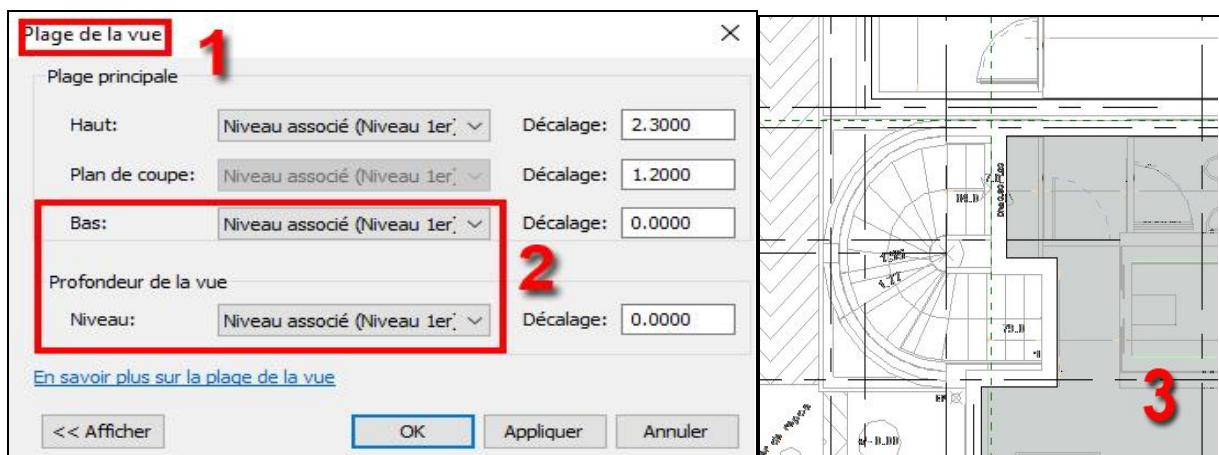 Plage de la vue
1
Plage principale
Haut: Niveau associé (Niveau 1er) Décalage: 2.3000
Plan de coupe: Niveau associé (Niveau 1er) Décalage: 1.2000
Bas: Niveau associé (Niveau 1er) Décalage: 0.0000
2
Profondeur de la vue
Niveau: Niveau associé (Niveau 1er) Décalage: 0.0000
En savoir plus sur la plage de la vue
<< Afficher OK Appliquer Annuler
1.77
3